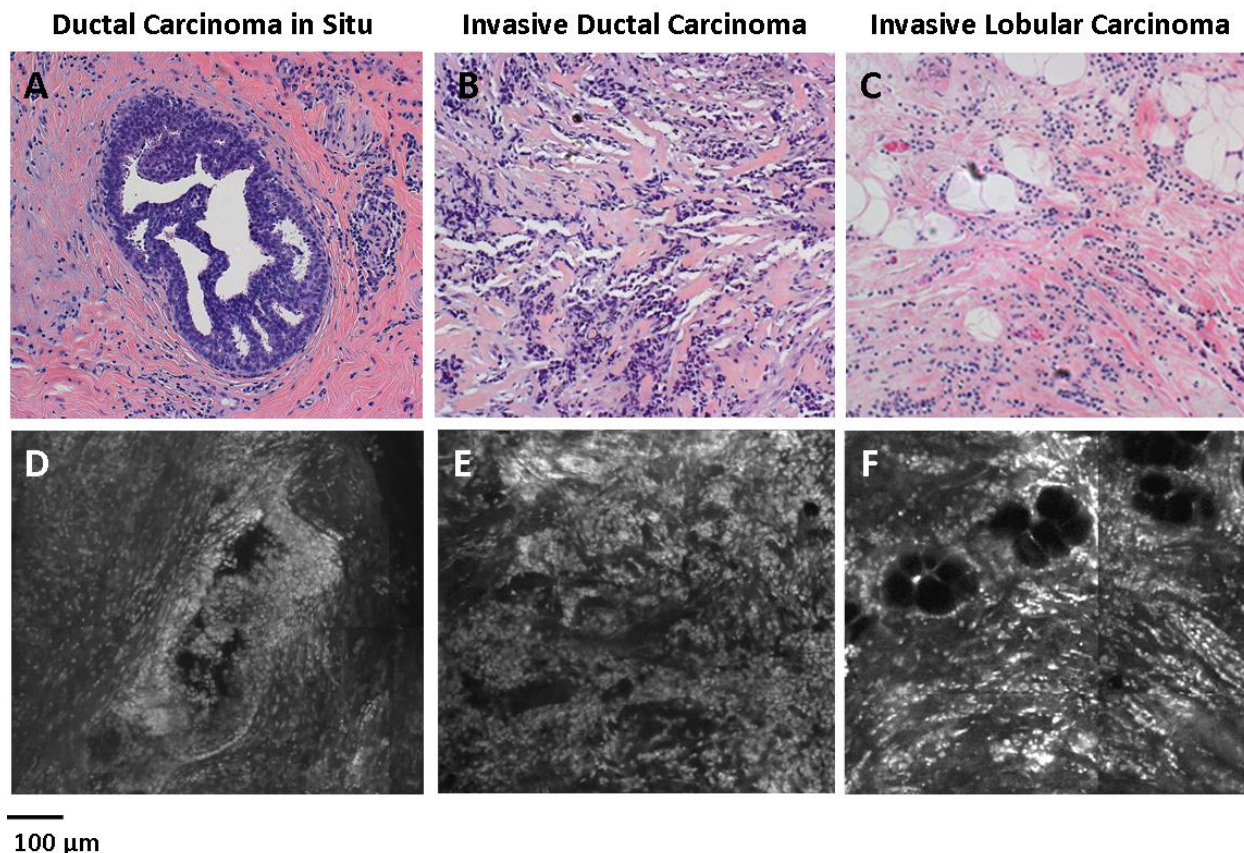 Ductal Carcinoma in Situ
Invasive Ductal Carcinoma
Invasive Lobular Carcinoma
A
B
C
D
E
F
100 µm